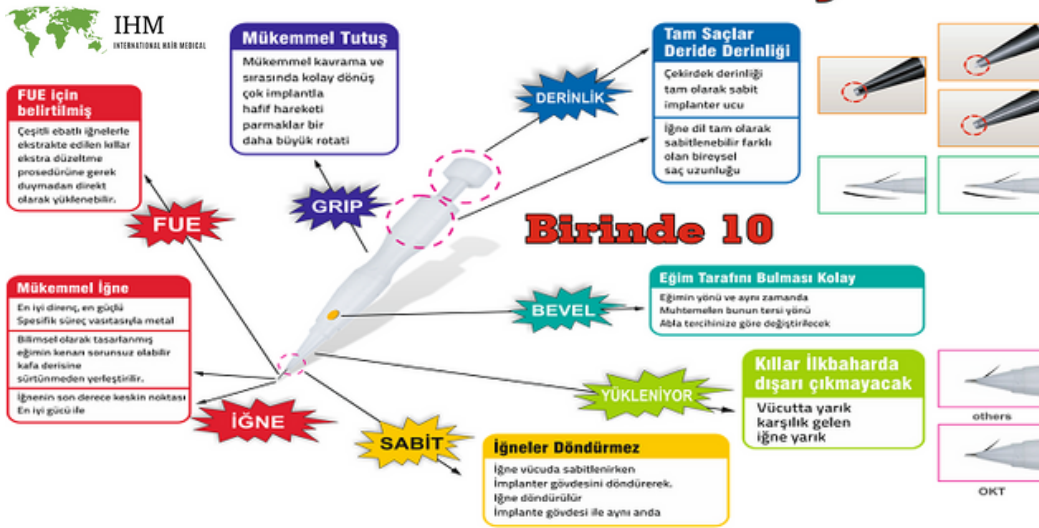 IHM
INTERNATIONAL HAIR MEDICAL
Mükemmel Tutuş
Mükemmel kavrama ve
sırasında kolay dönüş
çok implantla
hafif hareketi
parmaklar bir
daha büyük rotati
Tam Saçlar
Deride Derinliği
Çekirdek derinliği
tam olarak sabit
implanter ucu
İğne dil tam olarak
sabitlenebilir farklı
olan bireysel
saç uzunluğu
DERİNLİK
FUE için
belirtilmiş
Çeşitli ebatlı iğnelerle
ekstrakte edilen kıllar
ekstra düzeltme
prosedürüne gerek
duymadan direkt
olarak yüklenebilir.
FUE
GRIP
Birinde 10
Mükemmel İğne
En iyi direnç, en güçlü
Spesifik süreç vasıtasıyla metal
Bilimsel olarak tasarlanmış
eğimin kenarı sorunsuz olabilir
kafa derisine
sürtünmeden yerleştirilir.
İğnenin son derece keskin noktası
En iyi gücü ile
İĞNE
BEVEL
Eğim Tarafını Bulması Kolay
Eğimin yönü ve aynı zamanda
Muhtemelen bunun tersi yönü
Abla tercihinize göre değiştirilecek
YÜKLENİYOR
Kıllar İlkbaharda
dışarı çıkmayacak
Vücutta yarık
karşılık gelen
iğne yarık
SABİT
İğneler Döndürmez
İğne vücuda sabitlenirken
İmplanter gövdesini döndürerek.
Iğne döndürülür
İmplante gövdesi ile aynı anda
others
OKT